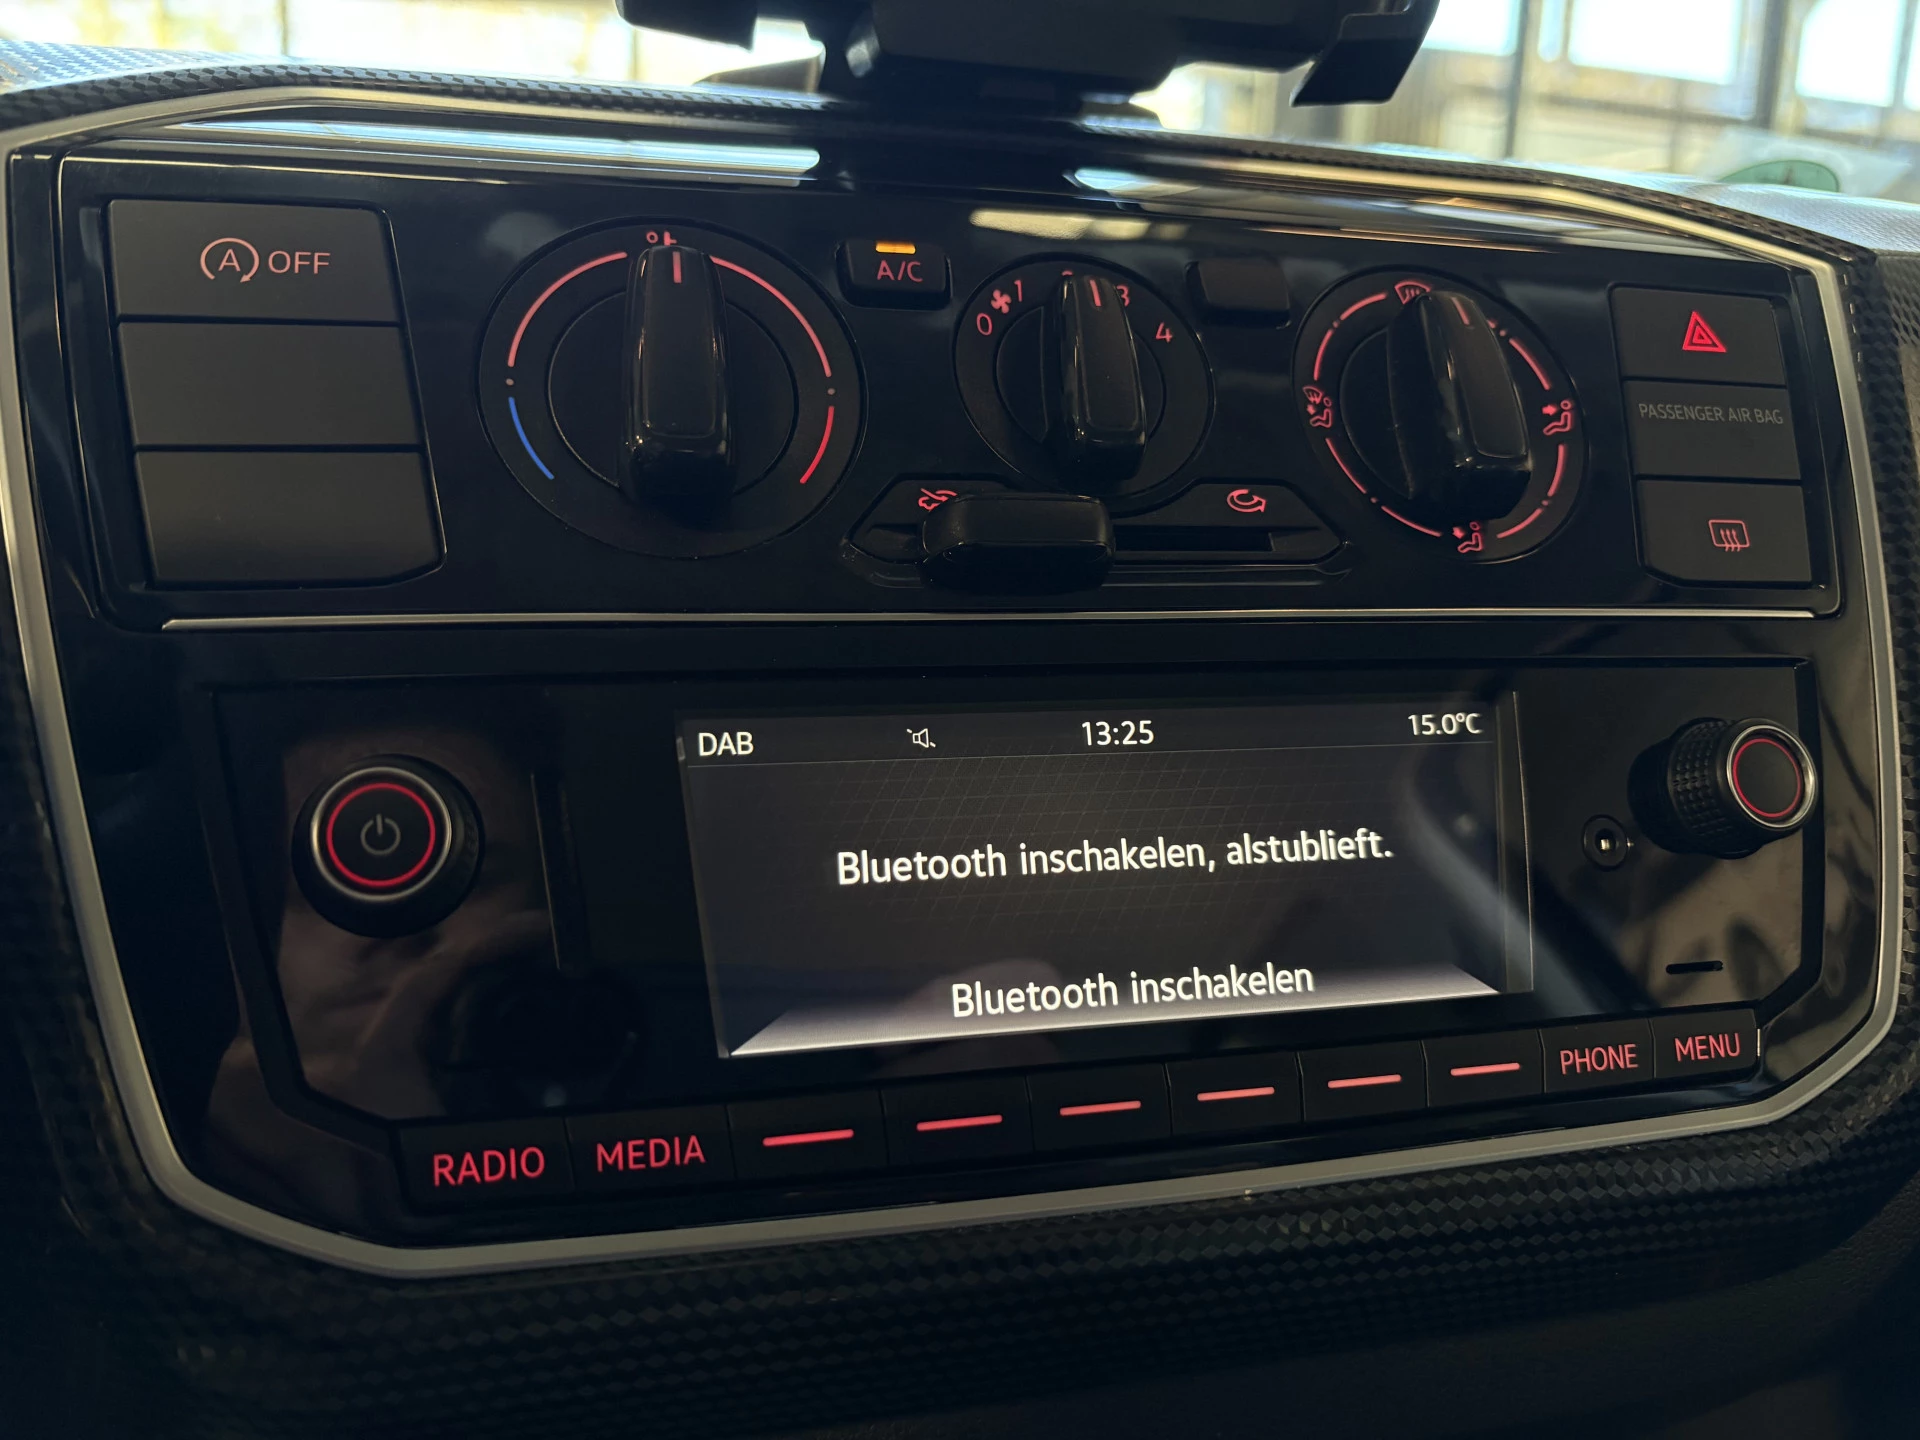 A OFF
A/C
0 1 3 4
PASSENGER AIR BAG
DAB 13:25 15.0°C
Bluetooth inschakelen, alstublieft.
Bluetooth inschakelen
RADIO MEDIA PHONE MENU